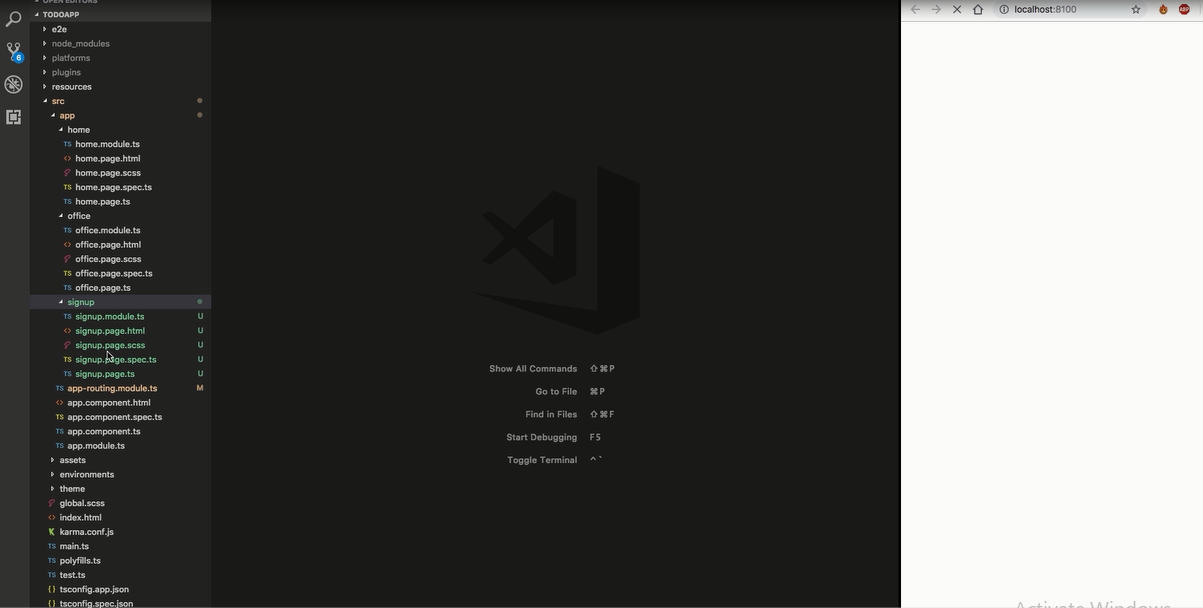 OPEN EDITORS
TODOAPP
e2e
node_modules
platforms
plugins
resources
src
app
home
TS home.module.ts
<> home.page.html
home.page.scss
TS home.page.spec.ts
TS home.page.ts
office
TS office.module.ts
<> office.page.html
office.page.scss
TS office.page.spec.ts
TS office.page.ts
signup
TS signup.module.ts U
<> signup.page.html U
signup.page.scss U
TS signup.page.spec.ts U
TS signup.page.ts U
TS app-routing.module.ts M
<> app.component.html
TS app.component.spec.ts
TS app.component.ts
TS app.module.ts
assets
environments
theme
global.scss
<> index.html
K karma.conf.js
TS main.ts
TS polyfills.ts
TS test.ts
{} tsconfig.app.json
{} tsconfig.spec.json
6
Show All Commands ⇧⌘P
Go to File ⌘P
Find in Files ⇧⌘F
Start Debugging F5
Toggle Terminal ⌃`
localhost:8100
ABP
Activate Windows